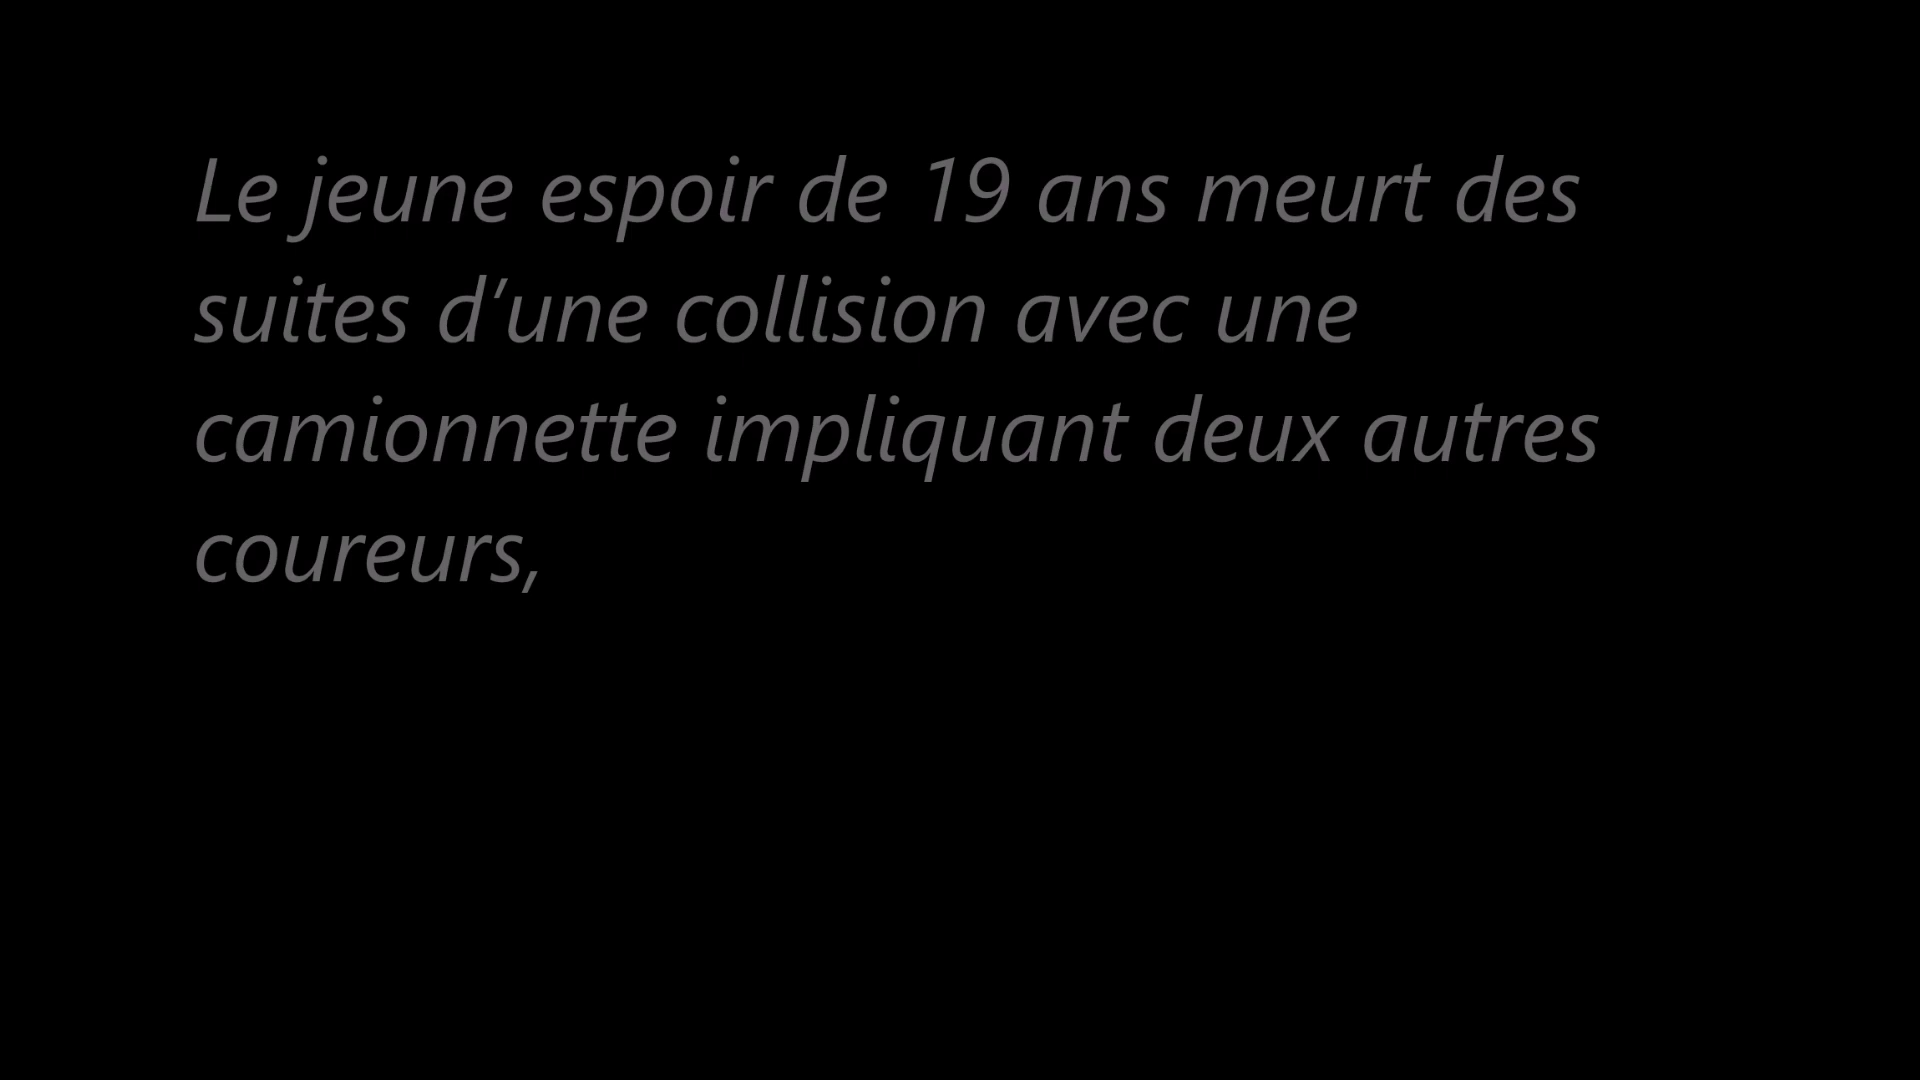 Le jeune espoir de 19 ans meurt des
suites d’une collision avec une
camionnette impliquant deux autres
coureurs,